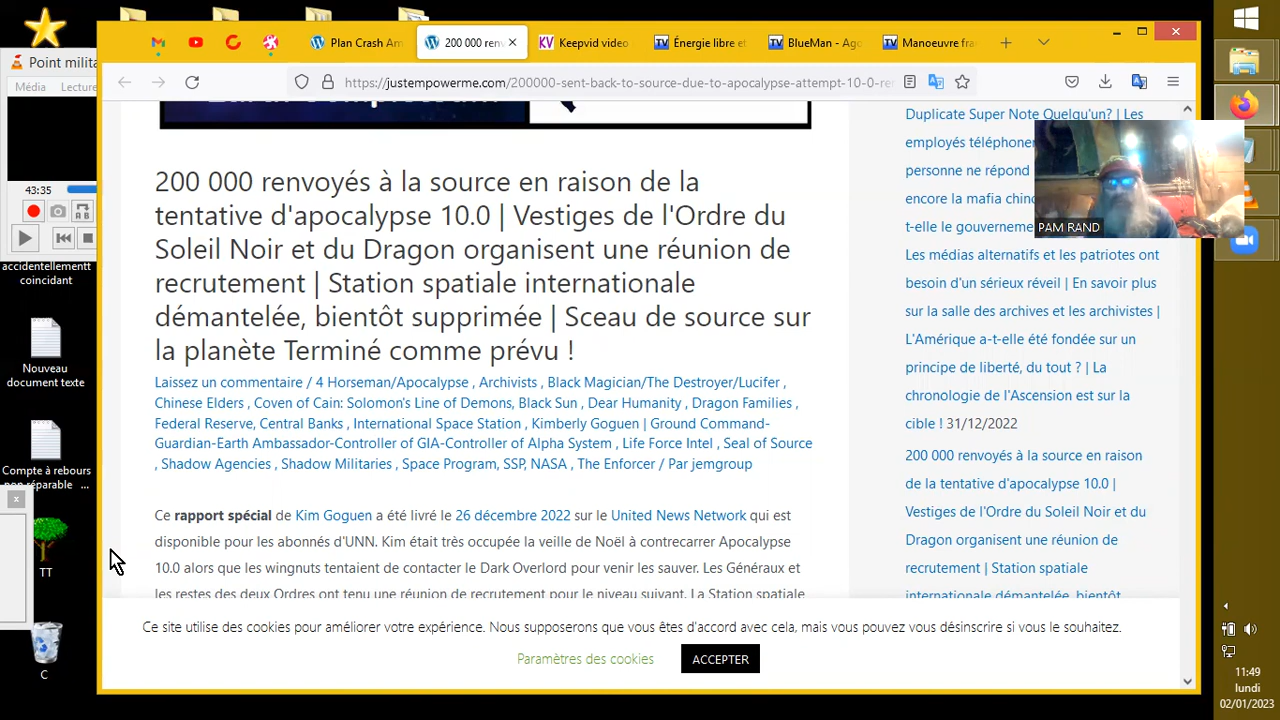 Plan Crash Am
200 000 renv
Keepvid video
Énergie libre et
BlueMan - Ago
Manoeuvre fra
https://justempowerme.com/200000-sent-back-to-source-due-to-apocalypse-attempt-10-0-re
Point milita
Média Lecture
43:35
accidentellementt
coincidant
Nouveau
document texte
Compte à rebours
non réparable ...
TT
C
200 000 renvoyés à la source en raison de la
tentative d'apocalypse 10.0 | Vestiges de l'Ordre du
Soleil Noir et du Dragon organisent une réunion de
recrutement | Station spatiale internationale
démantelée, bientôt supprimée | Sceau de source sur
la planète Terminé comme prévu !
Laissez un commentaire / 4 Horseman/Apocalypse , Archivists , Black Magician/The Destroyer/Lucifer ,
Chinese Elders , Coven of Cain: Solomon's Line of Demons, Black Sun , Dear Humanity , Dragon Families ,
Federal Reserve, Central Banks , International Space Station , Kimberly Goguen | Ground Command-
Guardian-Earth Ambassador-Controller of GIA-Controller of Alpha System , Life Force Intel , Seal of Source
, Shadow Agencies , Shadow Militaries , Space Program, SSP, NASA , The Enforcer / Par jemgroup
Ce rapport spécial de Kim Goguen a été livré le 26 décembre 2022 sur le United News Network qui est
disponible pour les abonnés d'UNN. Kim était très occupée la veille de Noël à contrecarrer Apocalypse
10.0 alors que les wingnuts tentaient de contacter le Dark Overlord pour venir les sauver. Les Généraux et
les restes des deux Ordres ont tenu une réunion de recrutement pour le niveau suivant. La Station spatiale
Duplicate Super Note Quelqu'un? | Les
employés téléphonen
personne ne répond
encore la mafia chino
t-elle le gouverneme
Les médias alternatifs et les patriotes ont
besoin d'un sérieux réveil | En savoir plus
sur la salle des archives et les archivistes |
L'Amérique a-t-elle été fondée sur un
principe de liberté, du tout ? | La
chronologie de l'Ascension est sur la
cible ! 31/12/2022
200 000 renvoyés à la source en raison
de la tentative d'apocalypse 10.0 |
Vestiges de l'Ordre du Soleil Noir et du
Dragon organisent une réunion de
recrutement | Station spatiale
internationale démantelée, bientôt
PAM RAND
Ce site utilise des cookies pour améliorer votre expérience. Nous supposerons que vous êtes d'accord avec cela, mais vous pouvez vous désinscrire si vous le souhaitez.
Paramètres des cookies
ACCEPTER
11:49
lundi
02/01/2023